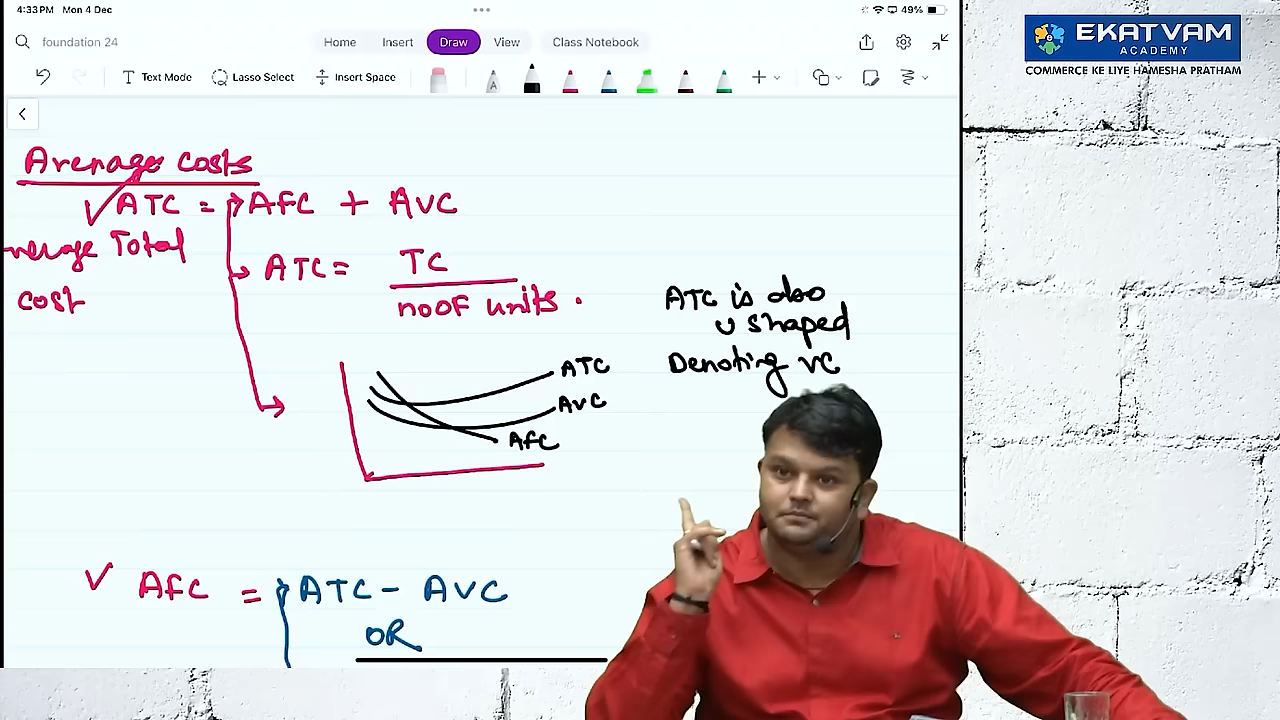 4:33 PM Mon 4 Dec
49%
EKATVAM
ACADEMY
COMMERCE KE LIYE HAMESHA PRATHAM
foundation 24
Home Insert Draw View Class Notebook
Text Mode Lasso Select Insert Space
Average costs
ATC = AFC + AVC
Total
cost
ATC = TC
no of units.
ATC is also
U shaped
Denoting VC
ATC
AVC
AFC
AFC = ATC - AVC
OR